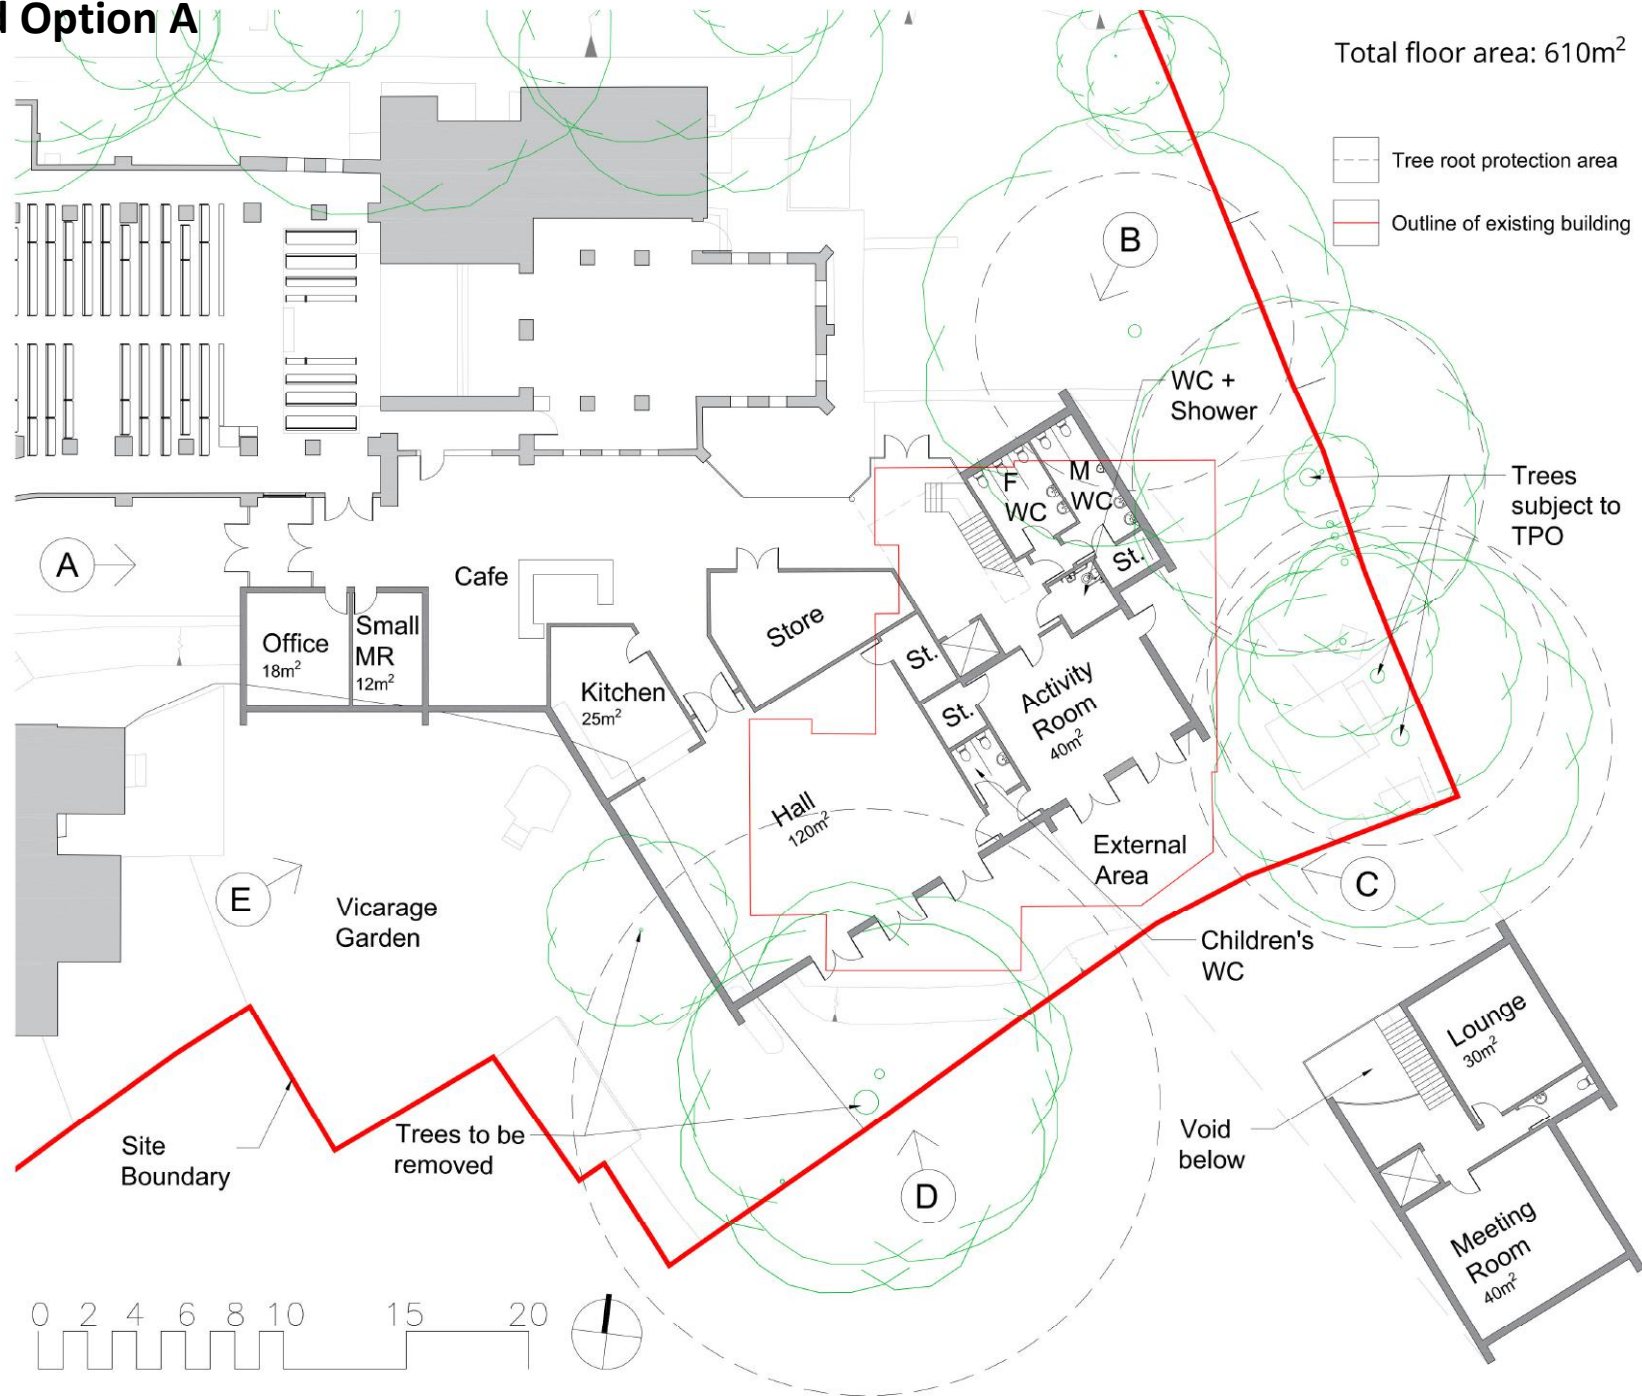 d Option A
Total floor area: 610m²
Tree root protection area
Outline of existing building
B
WC +
Shower
F
WC
M
WC
St.
Trees
subject to
TPO
A
Cafe
Store
Office
18m²
Small
MR
12m²
Kitchen
25m²
St.
St.
Activity
Room
40m²
Hall
120m²
External
Area
C
E
Vicarage
Garden
Children's
WC
Lounge
30m²
Site
Boundary
Trees to be
removed
Void
below
D
Meeting
Room
40m²
0 2 4 6 8 10 15 20